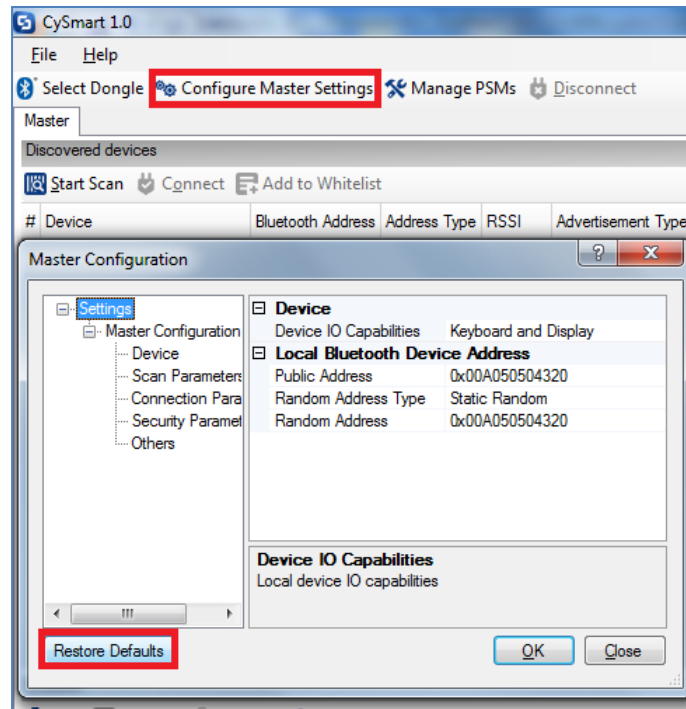 CySmart 1.0
File Help
Select Dongle Configure Master Settings Manage PSMs Disconnect
Master
Discovered devices
Start Scan Connect Add to Whitelist
# Device Bluetooth Address Address Type RSSI Advertisement Type
Master Configuration
Settings
Master Configuration
Device
Scan Parameters
Connection Para
Security Paramet
Others
Device
Device IO Capabilities Keyboard and Display
Local Bluetooth Device Address
Public Address 0x00A050504320
Random Address Type Static Random
Random Address 0x00A050504320
Device IO Capabilities
Local device IO capabilities
Restore Defaults OK Close